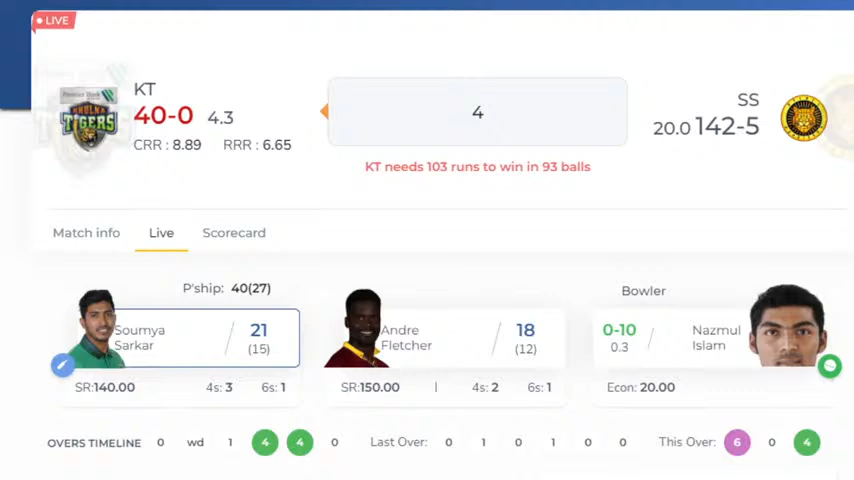 LIVE
KT
40-0 4.3
CRR : 8.89 RRR : 6.65
4
KT needs 103 runs to win in 93 balls
SS
20.0 142-5
KHULNA
TIGERS
Match info Live Scorecard
P'ship: 40(27)
Soumya
Sarkar
21
(15)
SR:140.00 4s: 3 6s: 1
Andre
Fletcher
18
(12)
SR:150.00 | 4s: 2 6s: 1
Bowler
0-10
0.3
Nazmul
Islam
Econ: 20.00
OVERS TIMELINE 0 wd 1 4 4 0 Last Over: 0 1 0 1 0 0 This Over: 6 0 4